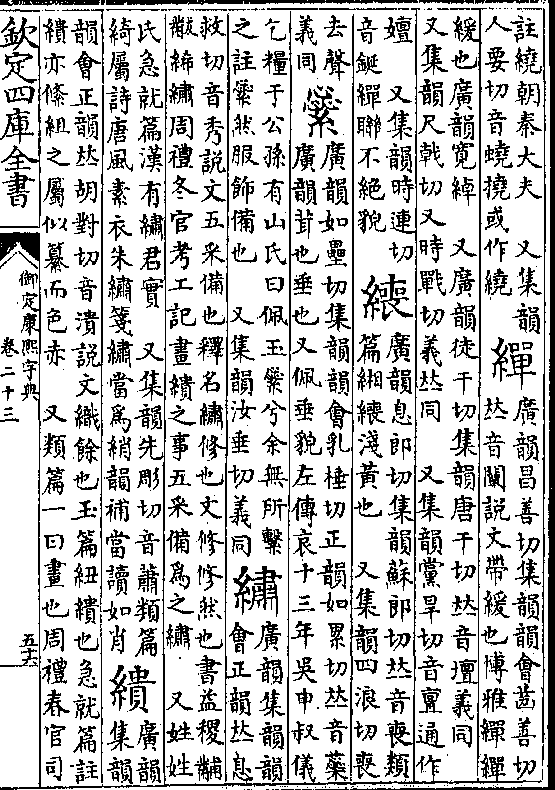 註繞朝秦大夫　又集韻
人要切音蟯撓或作繞
繟
廣韻昌善切集韻韻會齒善切
𠀤音闡說文帶緩也博雅繟繟
緩也廣韻寛綽　又廣韻徒干切集韻唐干切𠀤音壇義同
又集韻尺戟切又時戰切義𠀤同　又集韻黨旱切音亶通作
嬗　又集韻時連切
音鋋繟聯不絶貌
䌦
廣韻息郎切集韻蘇郎切𠀤音喪類
篇緗䌦淺黃也　又集韻四浪切喪
去聲
義同
繠
廣韻如壘切集韻韻會乳棰切正韻如累切𠀤音蘂
廣韻茸也垂也又佩垂貌左傳哀十三年吳申叔儀
乞糧于公孫有山氏曰佩玉繠兮余無所繫
之註繠然服飾備也　又集韻汝垂切義同
繡
廣韻集韻韻
會正韻𠀤息
救切音秀說文五采備也釋名繡修也文修修然也書益稷黼
黻絺繡周禮冬官考工記畫繢之事五采備爲之繡　又姓姓
氏急就篇漢有繡君實　又集韻先彫切音蕭類篇
綺屬詩唐風素衣朱繡箋繡當爲綃韻補當讀如肖
繢
廣韻
集韻
韻會正韻𠀤胡對切音潰說文織餘也玉篇紐繢也急就篇註
繢亦絛組之屬似纂而色赤　又類篇一曰畫也周禮春官司
欽定四庫全書
御定康熙字典
卷二十三
五十六